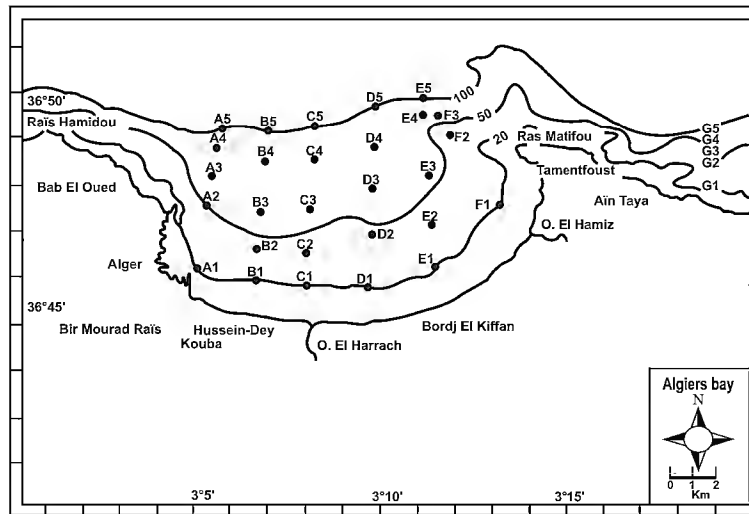 E5
D5
100
36°50'
A5
B5
C5
E4
F3
50
Raïs Hamidou
A4
F2
20
Ras Matifou
G5
G4
B4
C4
D4
G3
Tamentfoust
G2
A3
D3
E3
Bab El Oued
G1
Aïn Taya
A2
B3
C3
F1
E2
O. El Hamiz
D2
B2
C2
Alger
A1
E1
B1
C1
D1
36°45'
Bir Mourad Raïs
Hussein-Dey
Bordj El Kiffan
Kouba
O. El Harrach
Algiers bay
N
0 1 2
Km
3°5'
3°10'
3°15'